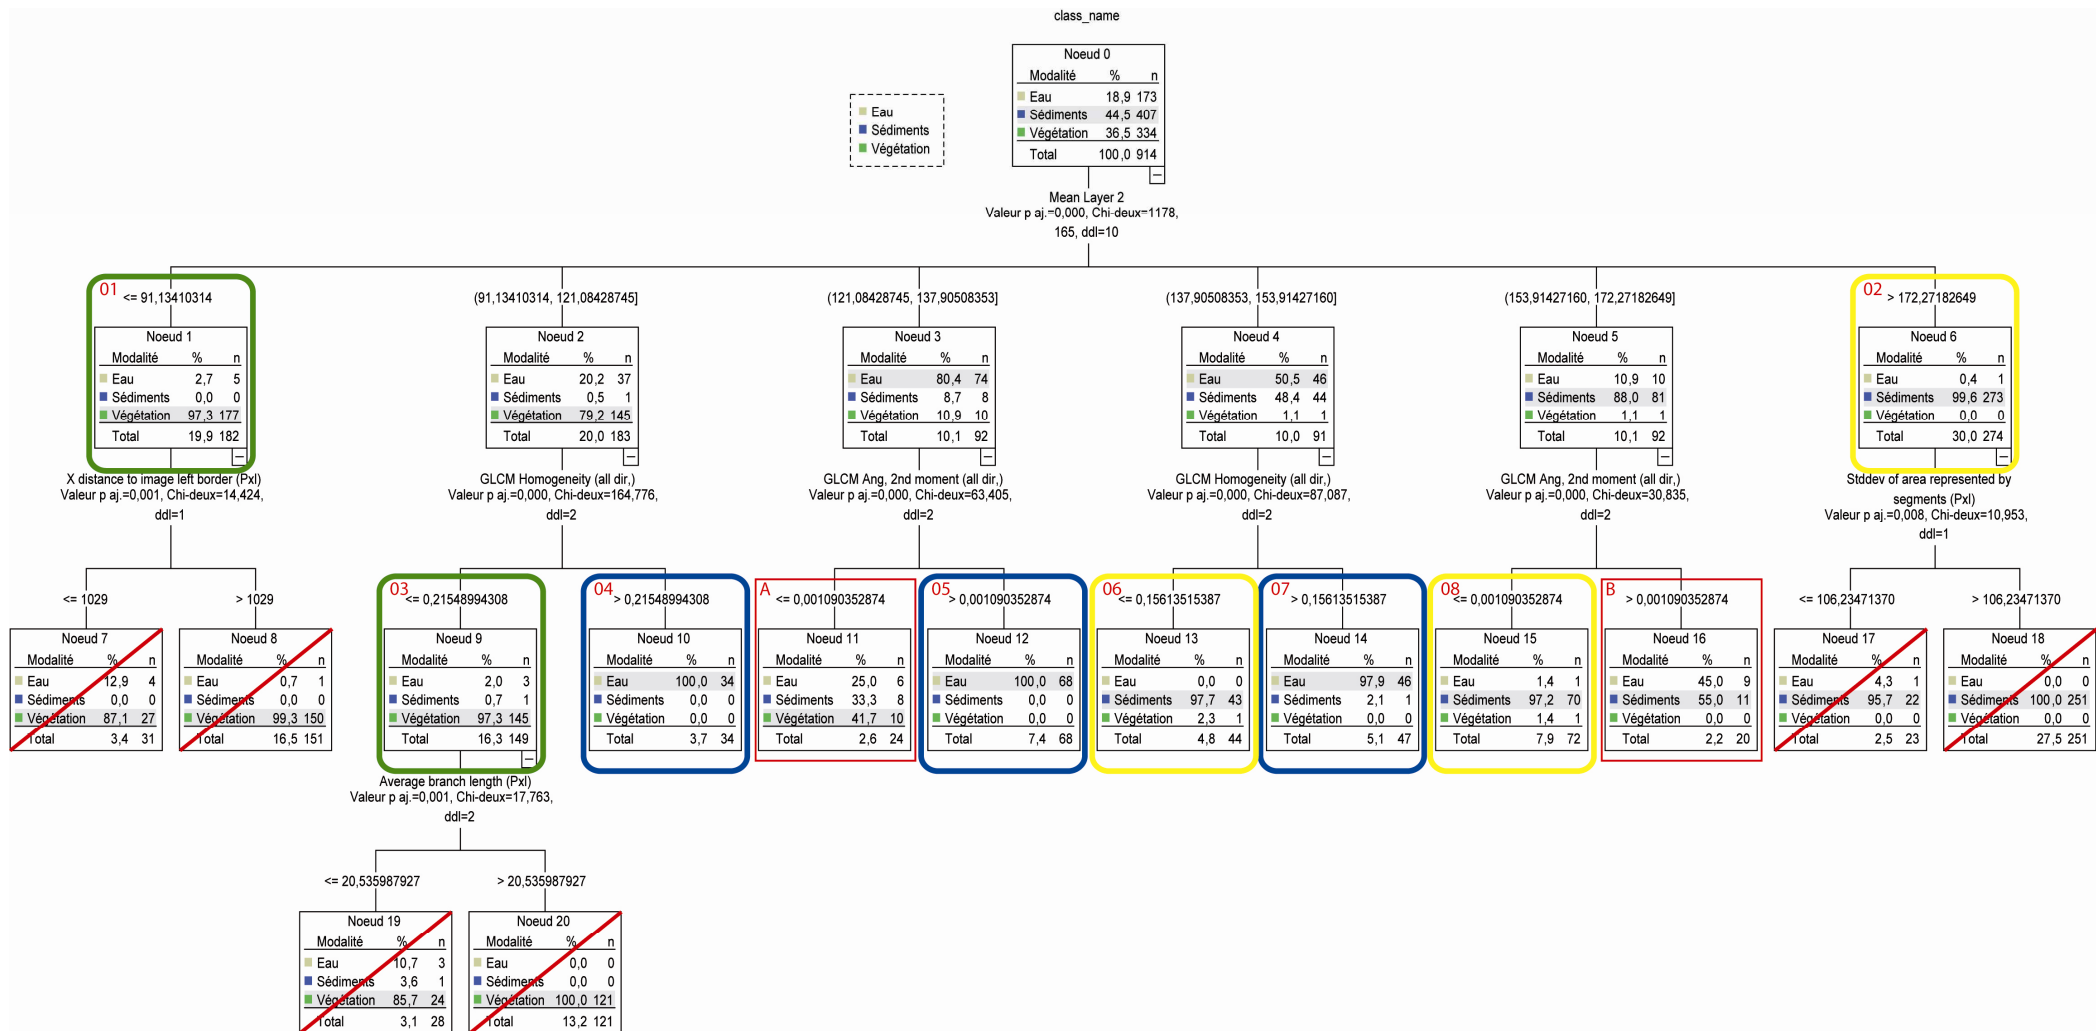 class_name
Noeud 0
Modalité % n
Eau 18,9 173
Sédiments 44,5 407
Végétation 36,5 334
Total 100,0 914
Eau
Sédiments
Végétation
Mean Layer 2
Valeur p aj.=0,000, Chi-deux=1178,
165, ddl=10
01 <= 91,13410314
Noeud 1
Modalité % n
Eau 2,7 5
Sédiments 0,0 0
Végétation 97,3 177
Total 19,9 182
X distance to image left border (Pxl)
Valeur p aj.=0,001, Chi-deux=14,424,
ddl=1
(91,13410314, 121,08428745]
Noeud 2
Modalité % n
Eau 20,2 37
Sédiments 0,5 1
Végétation 79,2 145
Total 20,0 183
GLCM Homogeneity (all dir,)
Valeur p aj.=0,000, Chi-deux=164,776,
ddl=2
(121,08428745, 137,90508353]
Noeud 3
Modalité % n
Eau 80,4 74
Sédiments 8,7 8
Végétation 10,9 10
Total 10,1 92
GLCM Ang, 2nd moment (all dir,)
Valeur p aj.=0,000, Chi-deux=63,405,
ddl=2
(137,90508353, 153,91427160]
Noeud 4
Modalité % n
Eau 50,5 46
Sédiments 48,4 44
Végétation 1,1 1
Total 10,0 91
GLCM Homogeneity (all dir,)
Valeur p aj.=0,000, Chi-deux=87,087,
ddl=2
(153,91427160, 172,27182649]
Noeud 5
Modalité % n
Eau 10,9 10
Sédiments 88,0 81
Végétation 1,1 1
Total 10,1 92
GLCM Ang, 2nd moment (all dir,)
Valeur p aj.=0,000, Chi-deux=30,835,
ddl=2
02 > 172,27182649
Noeud 6
Modalité % n
Eau 0,4 1
Sédiments 99,6 273
Végétation 0,0 0
Total 30,0 274
Stddev of area represented by
segments (Pxl)
Valeur p aj.=0,008, Chi-deux=10,953,
ddl=1
<= 1029
Noeud 7
Modalité % n
Eau 12,9 4
Sédiments 0,0 0
Végétation 87,1 27
Total 3,4 31
> 1029
Noeud 8
Modalité % n
Eau 0,7 1
Sédiments 0,0 0
Végétation 99,3 150
Total 16,5 151
03
<= 0,21548994308
Noeud 9
Modalité % n
Eau 2,0 3
Sédiments 0,7 1
Végétation 97,3 145
Total 16,3 149
Average branch length (Pxl)
Valeur p aj.=0,001, Chi-deux=17,763,
ddl=2
04
> 0,21548994308
Noeud 10
Modalité % n
Eau 100,0 34
Sédiments 0,0 0
Végétation 0,0 0
Total 3,7 34
A
<= 0,001090352874
Noeud 11
Modalité % n
Eau 25,0 6
Sédiments 33,3 8
Végétation 41,7 10
Total 2,6 24
05
> 0,001090352874
Noeud 12
Modalité % n
Eau 100,0 68
Sédiments 0,0 0
Végétation 0,0 0
Total 7,4 68
06
<= 0,15613515387
Noeud 13
Modalité % n
Eau 0,0 0
Sédiments 97,7 43
Végétation 2,3 1
Total 4,8 44
07
> 0,15613515387
Noeud 14
Modalité % n
Eau 97,9 46
Sédiments 2,1 1
Végétation 0,0 0
Total 5,1 47
08
<= 0,001090352874
Noeud 15
Modalité % n
Eau 1,4 1
Sédiments 97,2 70
Végétation 1,4 1
Total 7,9 72
B
> 0,001090352874
Noeud 16
Modalité % n
Eau 45,0 9
Sédiments 55,0 11
Végétation 0,0 0
Total 2,2 20
<= 106,23471370
Noeud 17
Modalité % n
Eau 4,3 1
Sédiments 95,7 22
Végétation 0,0 0
Total 2,5 23
> 106,23471370
Noeud 18
Modalité % n
Eau 0,0 0
Sédiments 100,0 251
Végétation 0,0 0
Total 27,5 251
<= 20,535987927
Noeud 19
Modalité % n
Eau 10,7 3
Sédiments 3,6 1
Végétation 85,7 24
Total 3,1 28
> 20,535987927
Noeud 20
Modalité % n
Eau 0,0 0
Sédiments 0,0 0
Végétation 100,0 121
Total 13,2 121